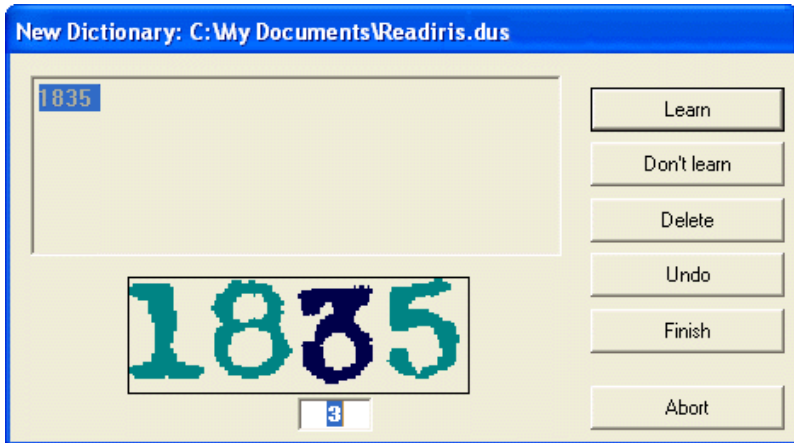 New Dictionary: C:\My Documents\Readiris.dus
1835
Learn
Don't learn
Delete
Undo
Finish
Abort
1835
3